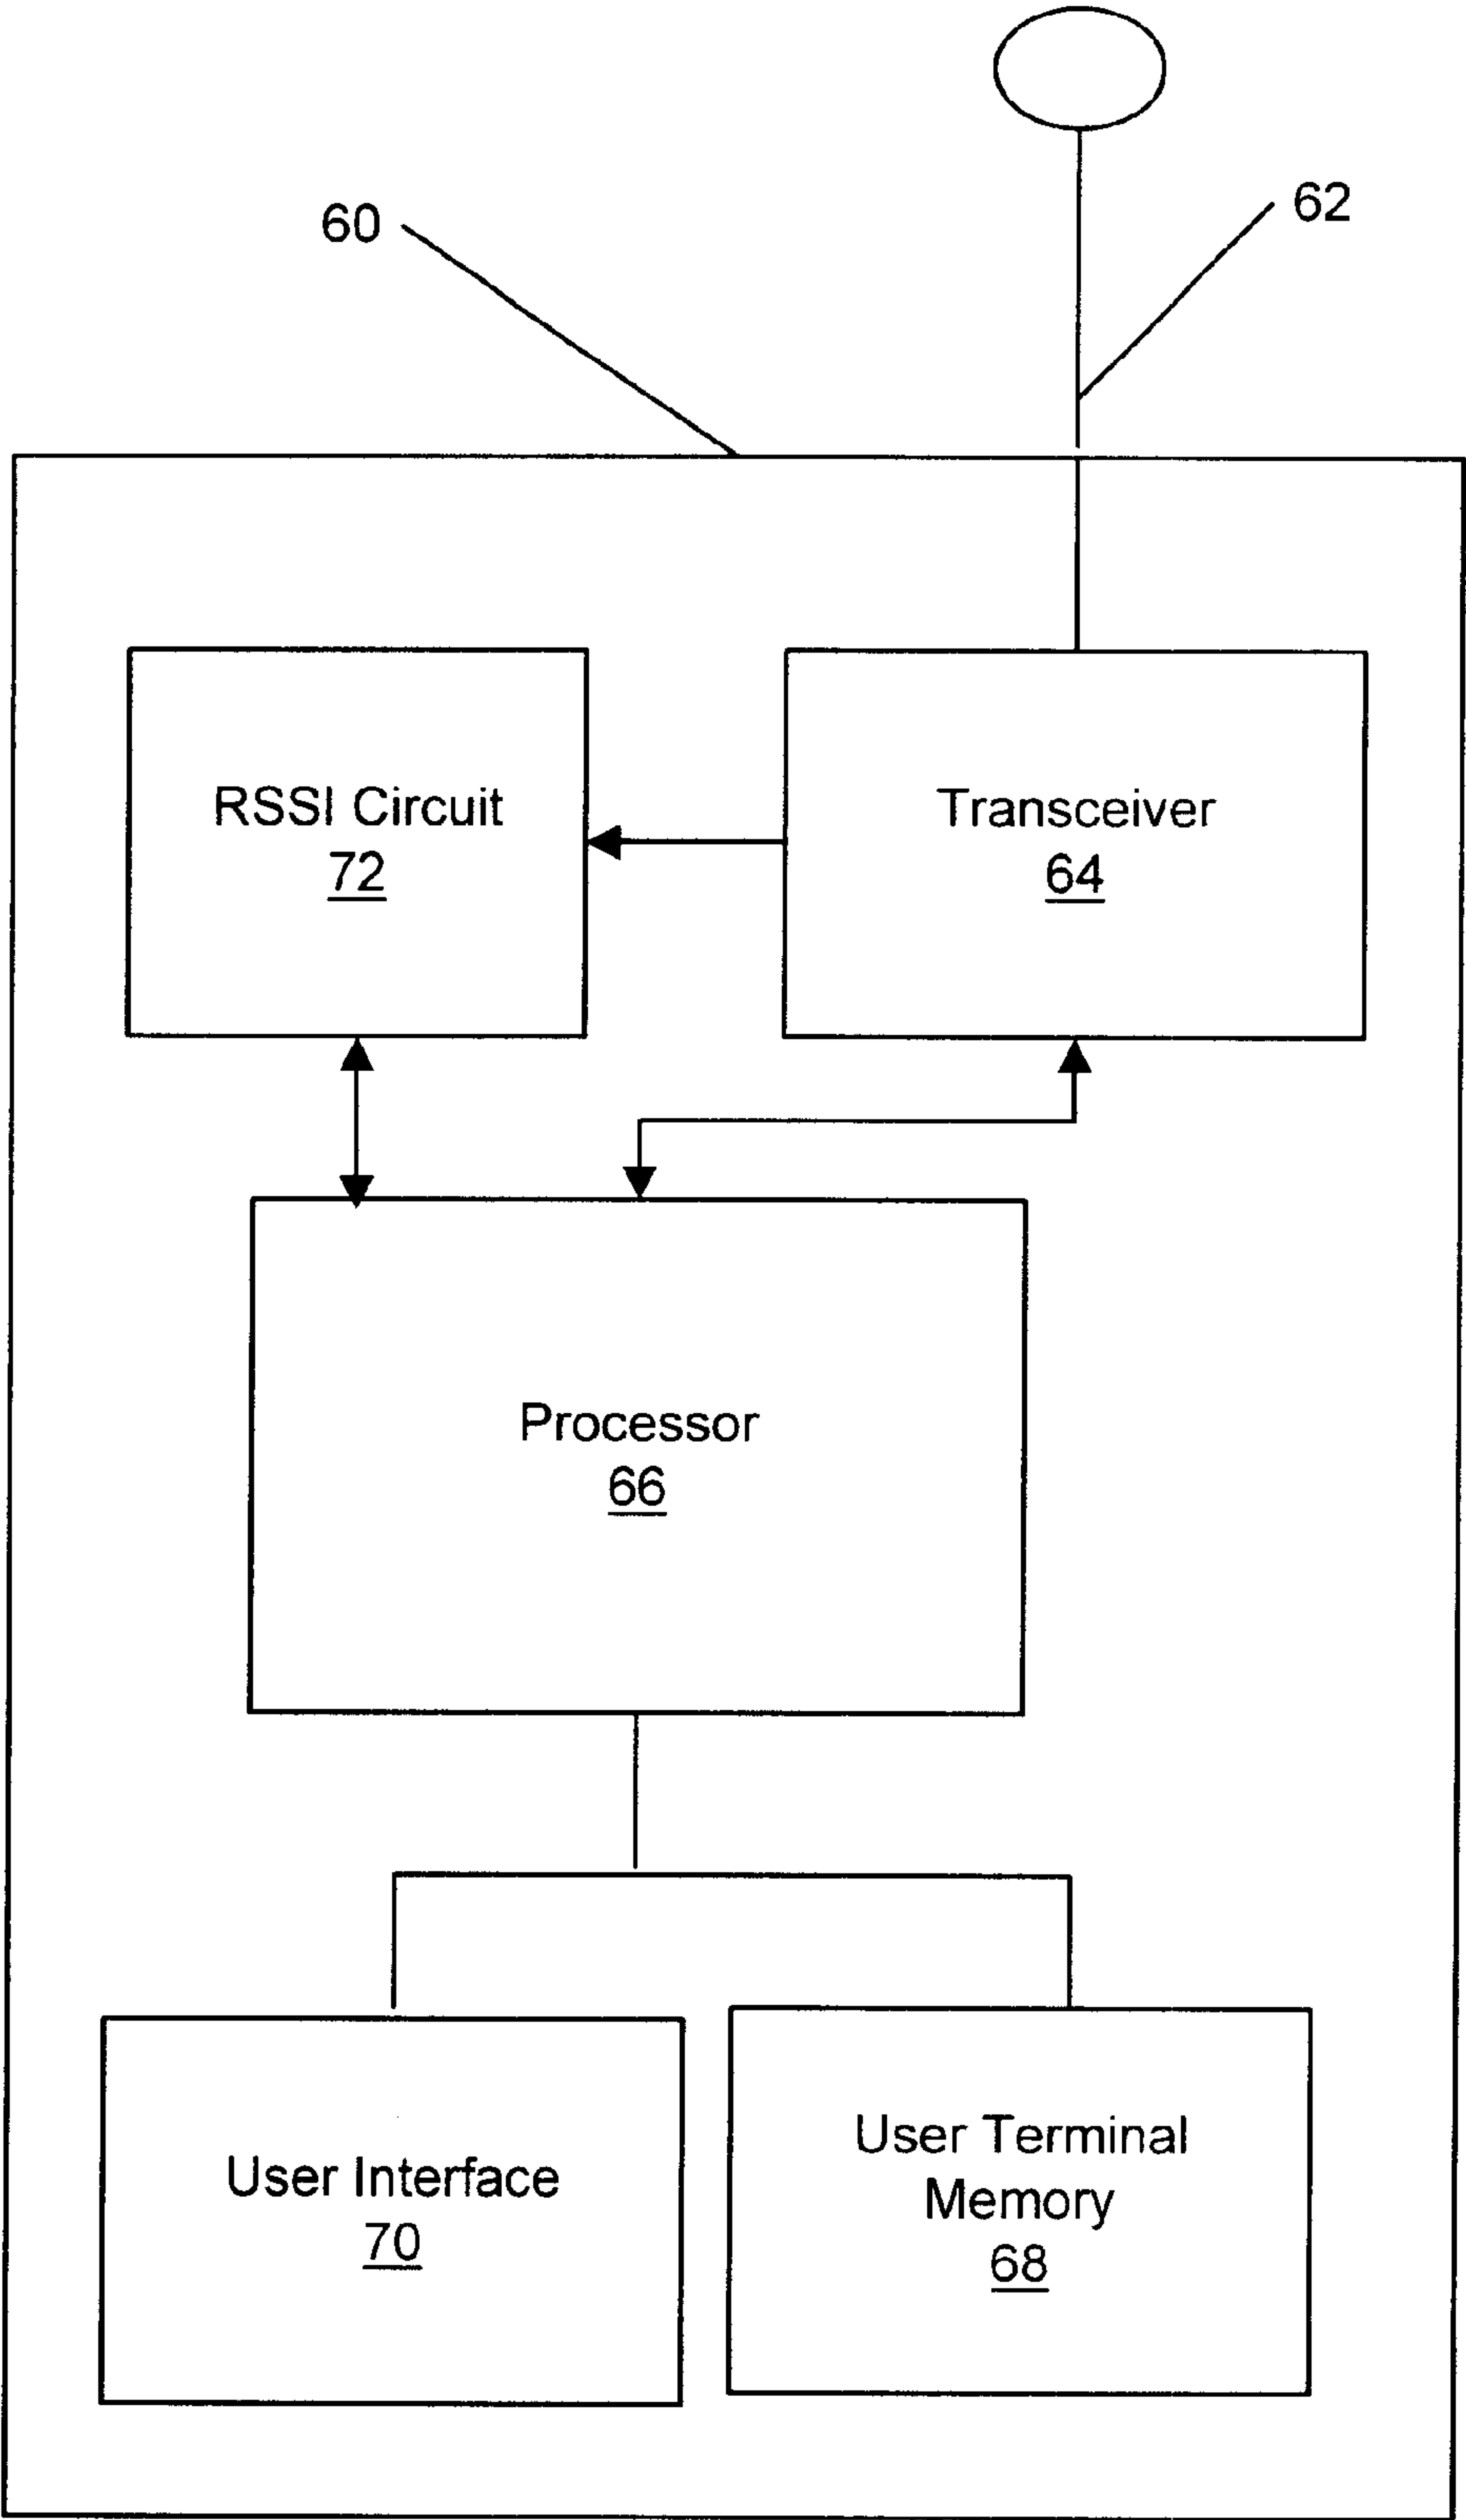 60
62
RSSI Circuit
72
Transceiver
64
Processor
66
User Interface
70
User Terminal
Memory
68